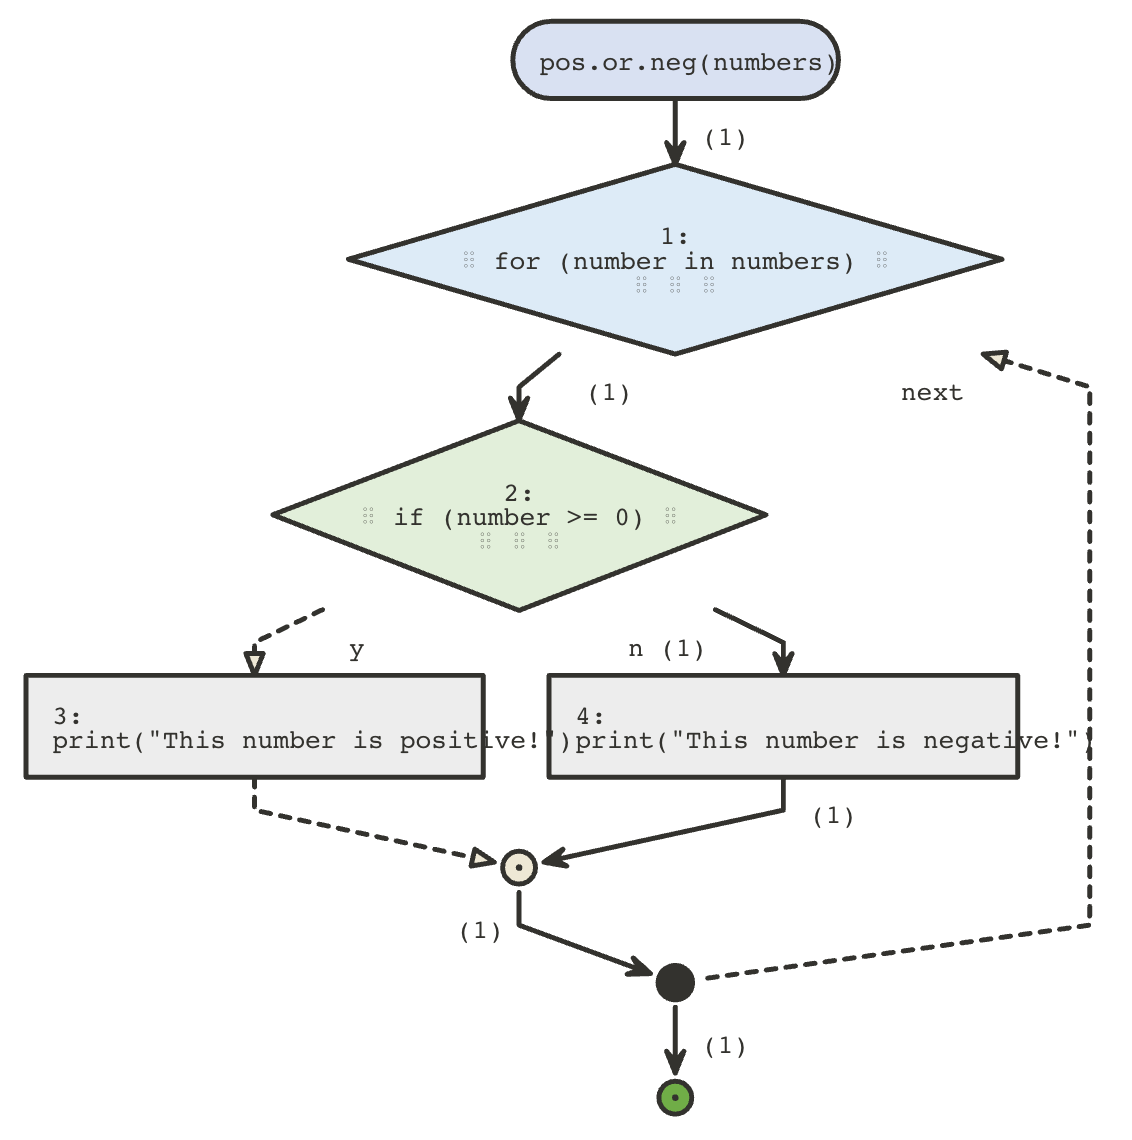 pos.or.neg(numbers)
(1)
1:
for (number in numbers)
(1)
next
2:
if (number >= 0)
y
n (1)
3:
print("This number is positive!")
4:
print("This number is negative!")
(1)
(1)
(1)